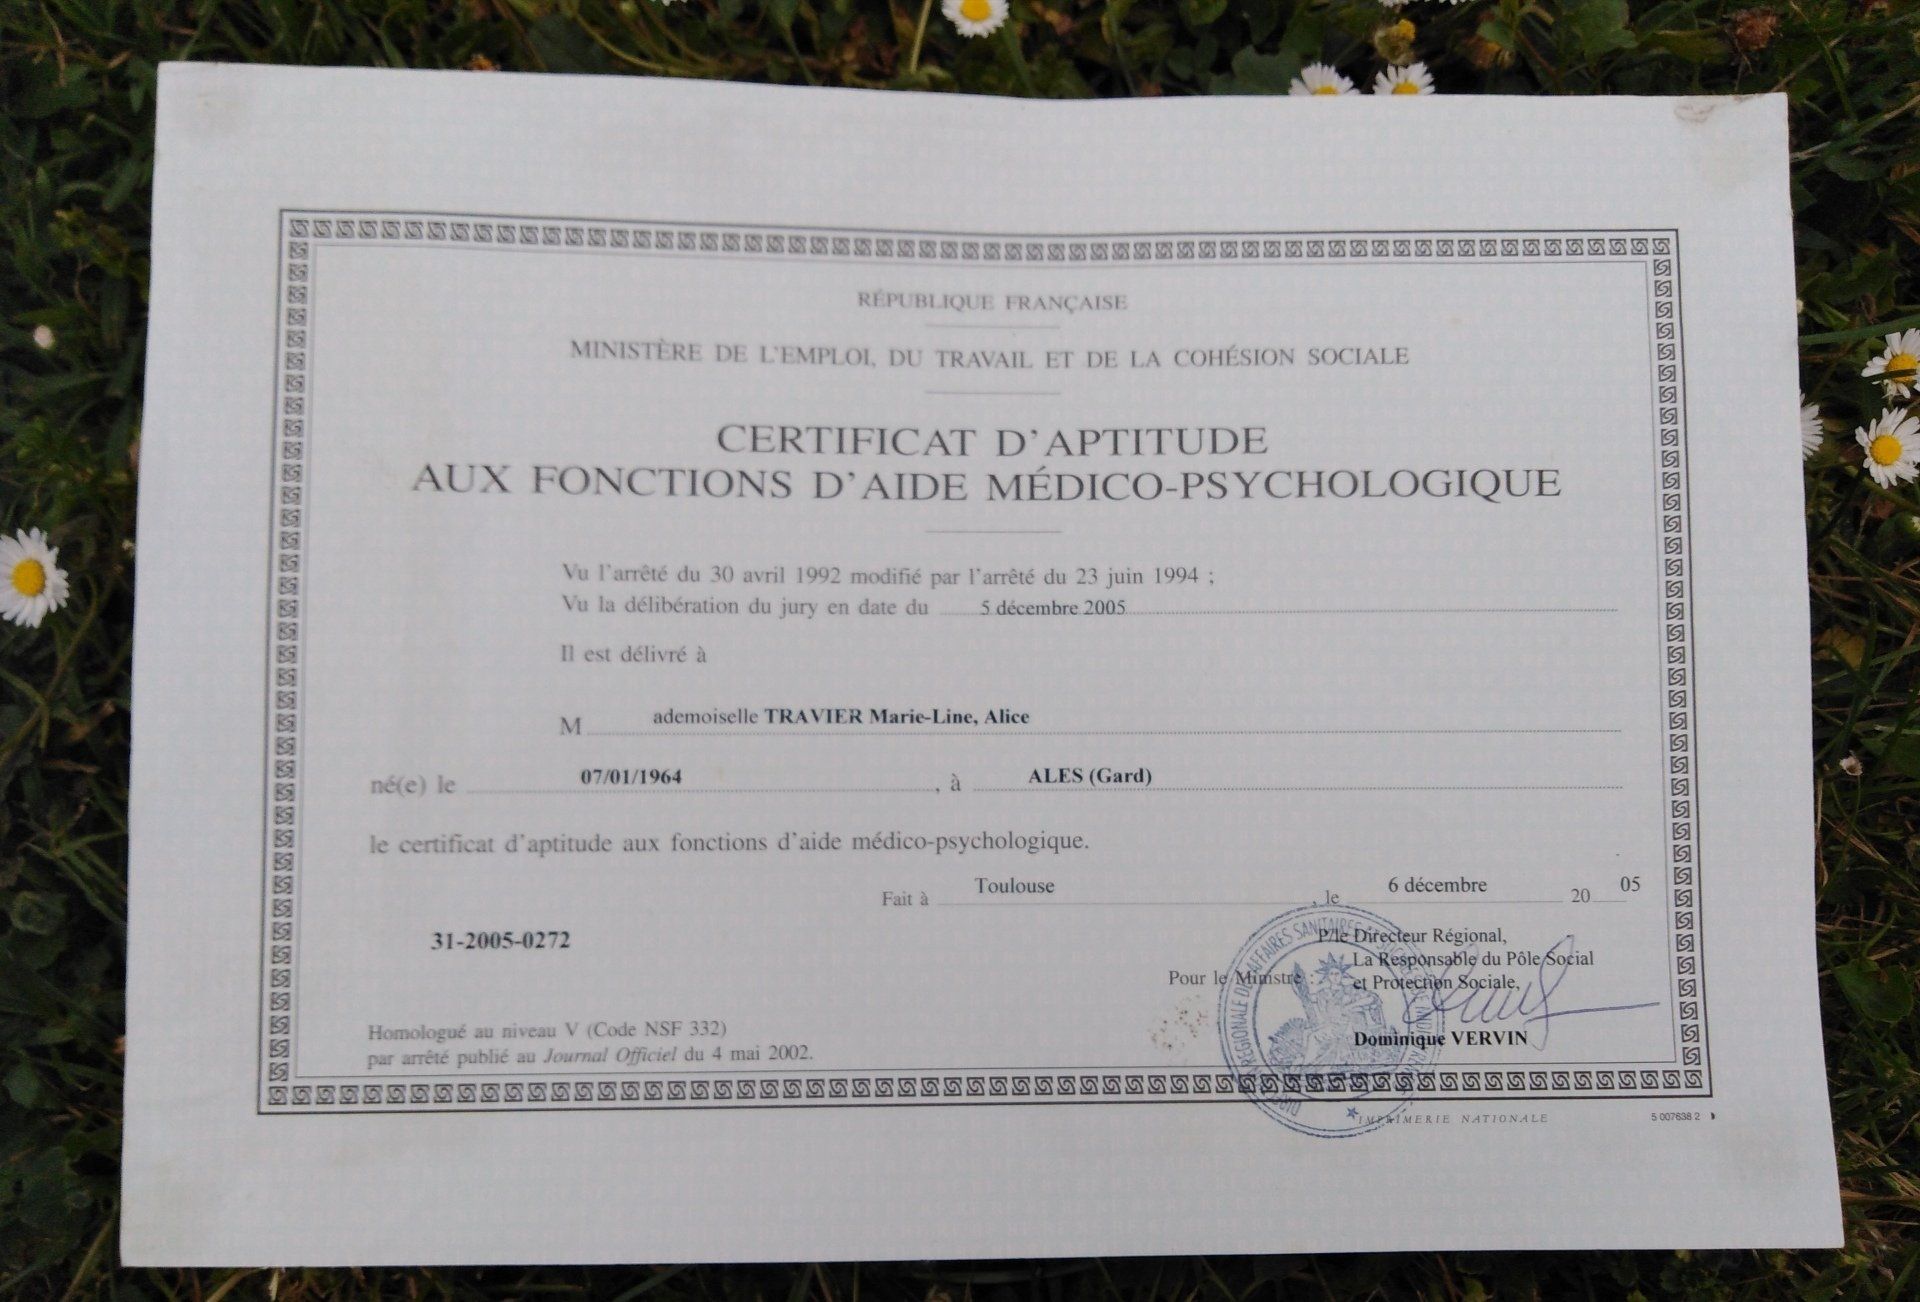 RÉPUBLIQUE FRANÇAISE
MINISTÈRE DE L'EMPLOI, DU TRAVAIL ET DE LA COHÉSION SOCIALE
CERTIFICAT D'APTITUDE
AUX FONCTIONS D'AIDE MÉDICO-PSYCHOLOGIQUE
Vu l'arrêté du 30 avril 1992 modifié par l'arrêté du 23 juin 1994 ;
Vu la délibération du jury en date du 5 décembre 2005
Il est délivré à
M ademoiselle TRAVIER Marie-Line, Alice
né(e) le 07/01/1964, à ALES (Gard)
le certificat d'aptitude aux fonctions d'aide médico-psychologique.
Fait à Toulouse, le 6 décembre 20 05
31-2005-0272
P/le Directeur Régional,
La Responsable du Pôle Social
Pour le Ministre : et Protection Sociale,
Dominique VERVIN
Homologué au niveau V (Code NSF 332)
par arrêté publié au Journal Officiel du 4 mai 2002.
AFFAIRES SANITAIRES
IMPRIMERIE NATIONALE
5 007638 2